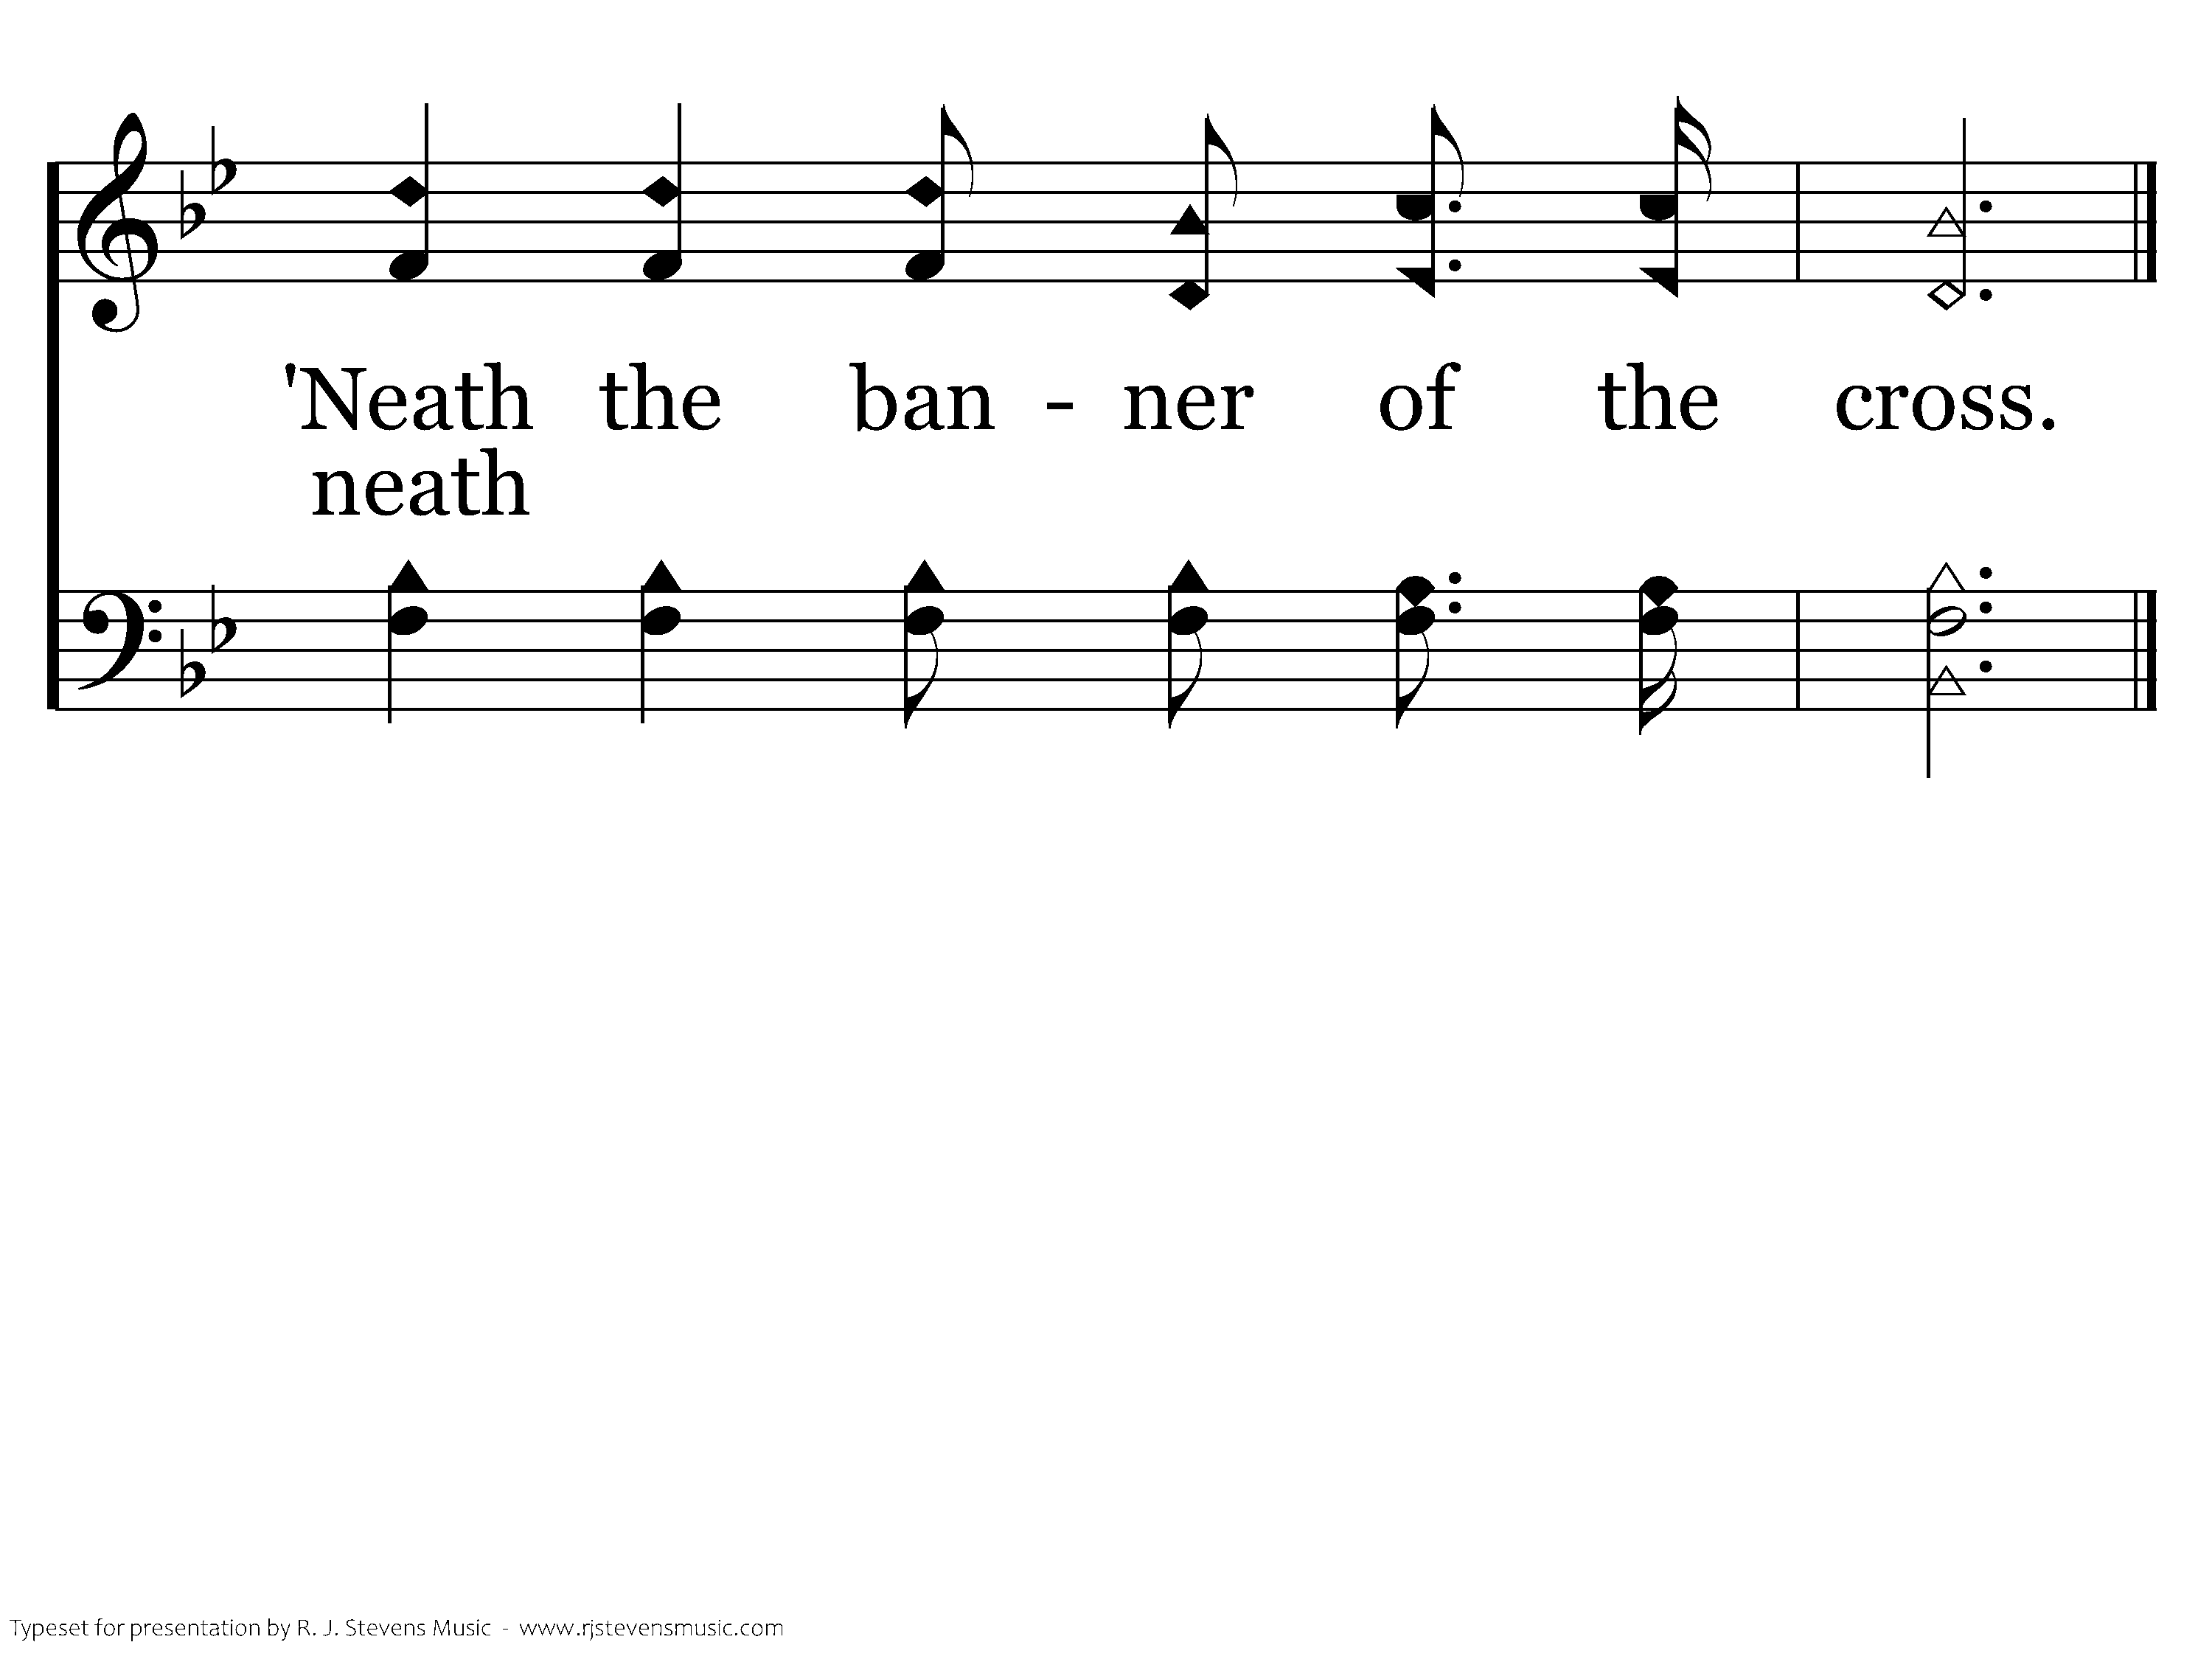 'Neath the ban - ner of the cross.
neath
Typeset for presentation by R. J. Stevens Music - www.rjstevensmusic.com